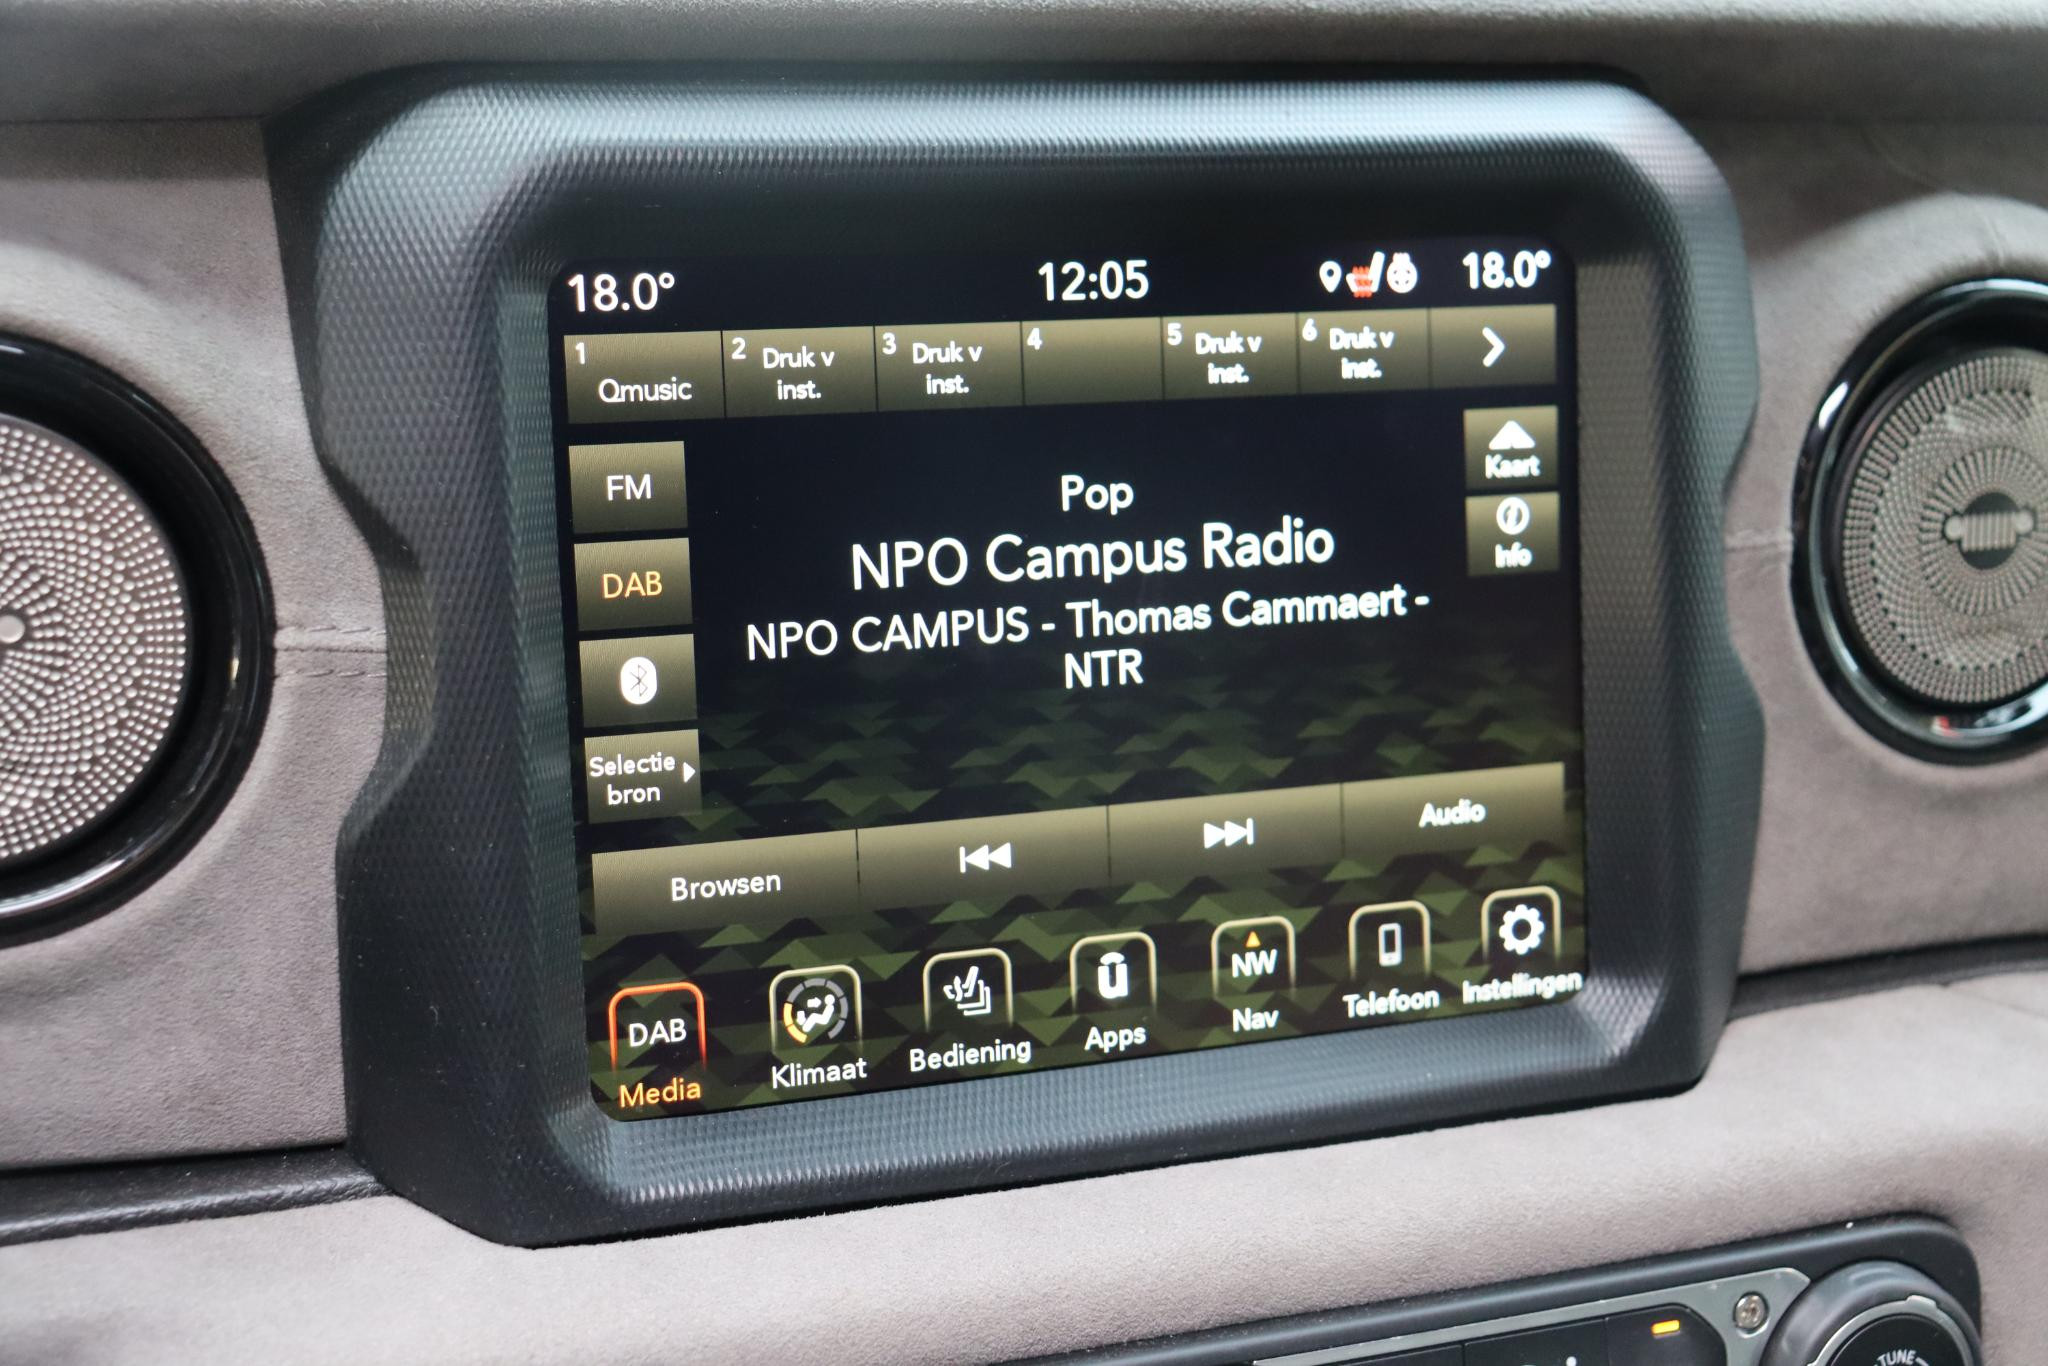 18.0°
12:05
18.0°
1
Qmusic
2 Druk v
inst.
3 Druk v
inst.
4
5 Druk v
inst.
6 Druk v
inst.
FM
DAB
Selectie
bron
Pop
NPO Campus Radio
NPO CAMPUS - Thomas Cammaert -
NTR
Kaart
Info
Browsen
Audio
DAB
Media
Klimaat
Bediening
Apps
NW
Nav
Telefoon
Instellingen
TUNE